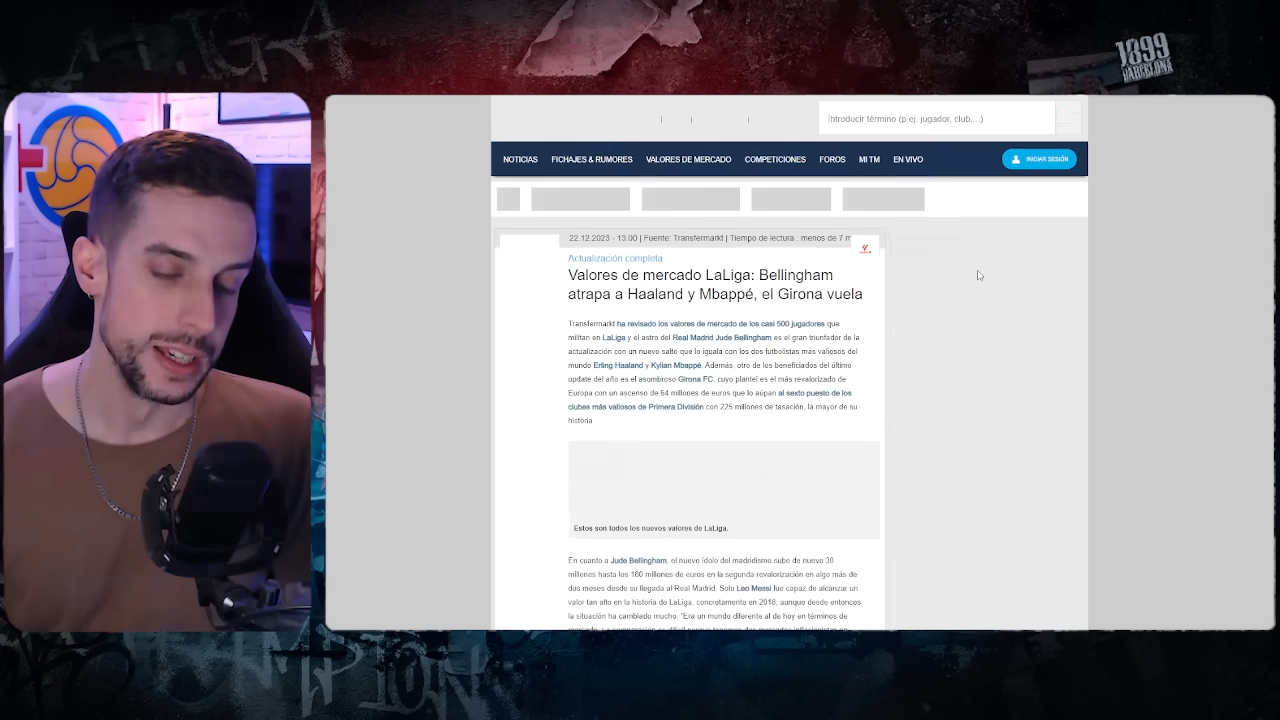 1899
BARCELONA
Introducir término (p.ej. jugador, club,...)
NOTICIAS FICHAJES & RUMORES VALORES DE MERCADO COMPETICIONES FOROS MI TM EN VIVO INICIAR SESIÓN
22.12.2023 - 13:00 | Fuente: Transfermarkt | Tiempo de lectura : menos de 7 m
Actualización completa
Valores de mercado LaLiga: Bellingham
atrapa a Haaland y Mbappé, el Girona vuela
Transfermarkt ha revisado los valores de mercado de los casi 500 jugadores que
militan en LaLiga y el astro del Real Madrid Jude Bellingham es el gran triunfador de la
actualización con un nuevo salto que lo iguala con los dos futbolistas más valiosos del
mundo Erling Haaland y Kylian Mbappé. Además, otro de los beneficiados del último
update del año es el asombroso Girona FC, cuyo plantel es el más revalorizado de
Europa con un ascenso de 64 millones de euros que lo aúpan al sexto puesto de los
clubes más valiosos de Primera División con 225 millones de tasación, la mayor de su
historia
Estos son todos los nuevos valores de LaLiga.
En cuanto a Jude Bellingham, el nuevo ídolo del madridismo sube de nuevo 30
millones hasta los 180 millones de euros en la segunda revalorización en algo más de
dos meses desde su llegada al Real Madrid. Solo Leo Messi fue capaz de alcanzar un
valor tan alto en la historia de LaLiga, concretamente en 2018, aunque desde entonces
la situación ha cambiado mucho. "Era un mundo diferente al de hoy en términos de